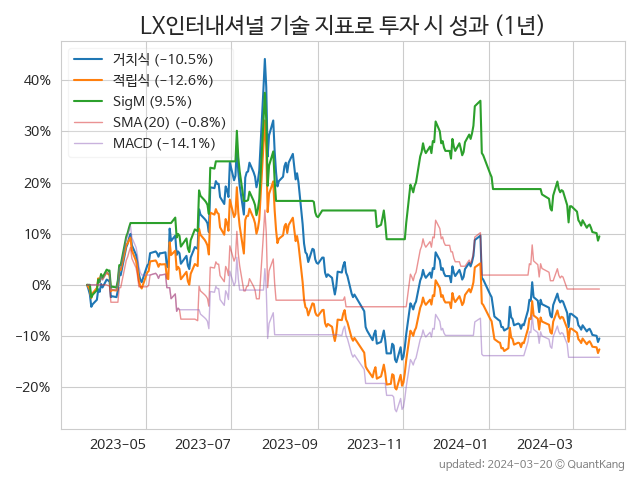 LX인터내셔널 기술 지표로 투자 시 성과 (1년)
거치식 (−10.5%)
적립식 (−12.6%)
SigM (9.5%)
SMA(20) (−0.8%)
MACD (−14.1%)
40%
30%
20%
10%
0%
−10%
−20%
2023-05 2023-07 2023-09 2023-11 2024-01 2024-03
updated: 2024-03-20 © QuantKang